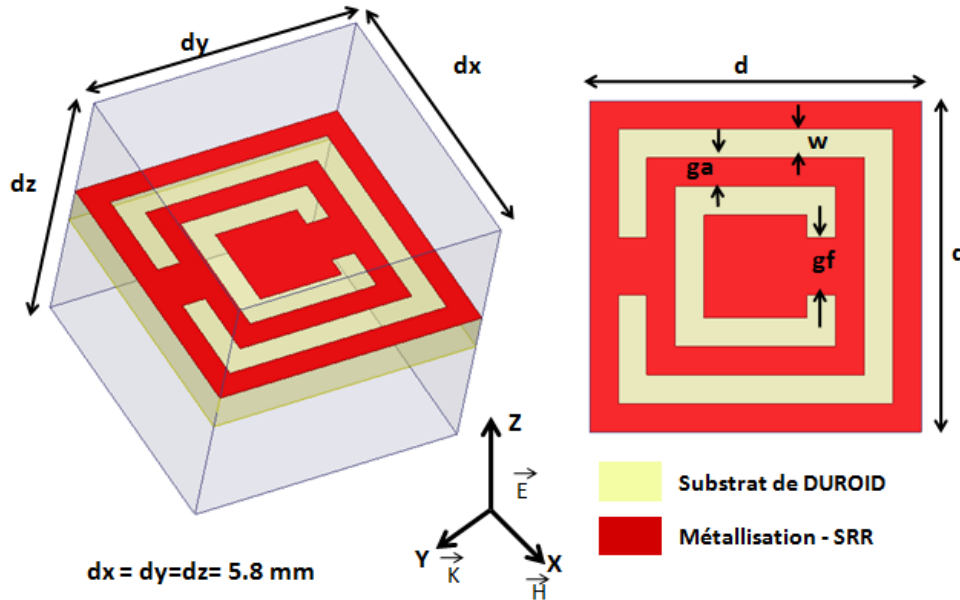 dy
dx
dz
d
w
ga
gf
d
Z
E
Y
K
X
H
dx = dy=dz= 5.8 mm
Substrat de DUROID
Métallisation - SRR